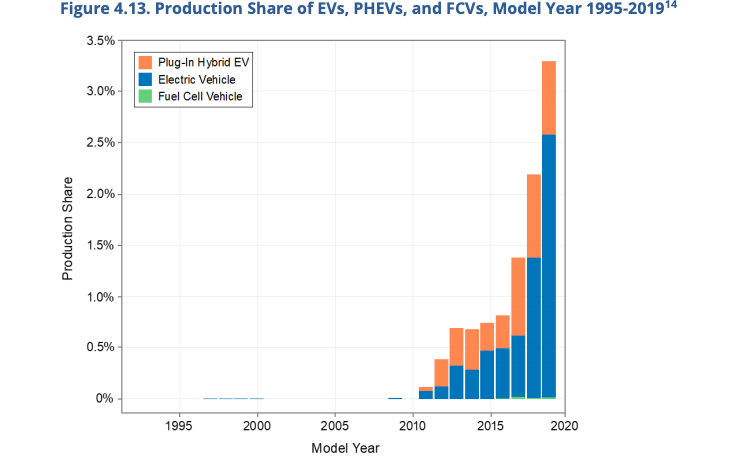 Figure 4.13. Production Share of EVs, PHEVs, and FCVs, Model Year 1995-2019¹⁴
3.5%
Plug-In Hybrid EV
Electric Vehicle
Fuel Cell Vehicle
3.0%
2.5%
2.0%
1.5%
1.0%
0.5%
0%
Production Share
1995 2000 2005 2010 2015 2020
Model Year